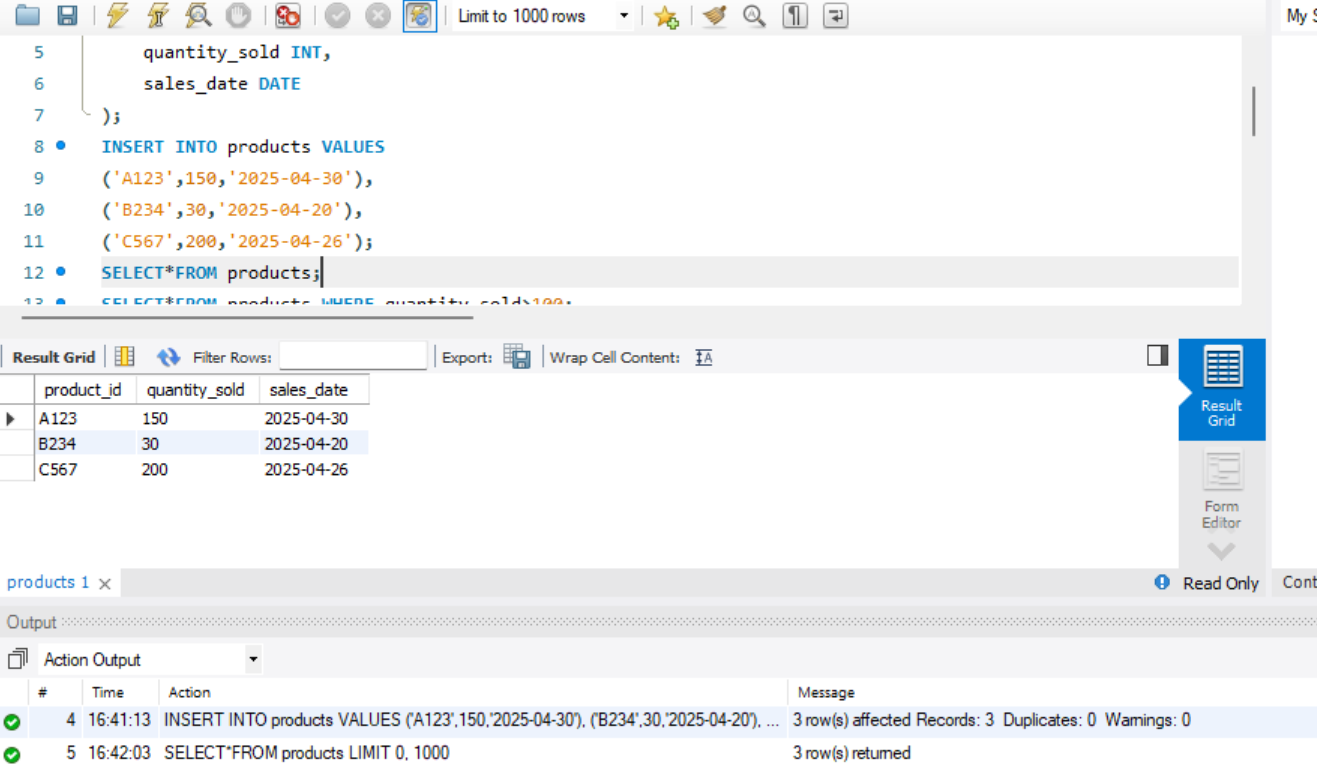 Limit to 1000 rows
My S
5 quantity_sold INT,
6 sales_date DATE
7 );
8 INSERT INTO products VALUES
9 ('A123',150,'2025-04-30'),
10 ('B234',30,'2025-04-20'),
11 ('C567',200,'2025-04-26');
12 SELECT*FROM products;
13 SELECT*FROM products WHERE quantity_sold>100;
Result Grid Filter Rows: Export: Wrap Cell Content:
product_id quantity_sold sales_date
A123 150 2025-04-30
B234 30 2025-04-20
C567 200 2025-04-26
Result
Grid
Form
Editor
products 1
Read Only
Cont
Output
Action Output
# Time Action Message
4 16:41:13 INSERT INTO products VALUES ('A123',150,'2025-04-30'), ('B234',30,'2025-04-20'), ... 3 row(s) affected Records: 3 Duplicates: 0 Warnings: 0
5 16:42:03 SELECT*FROM products LIMIT 0, 1000 3 row(s) returned